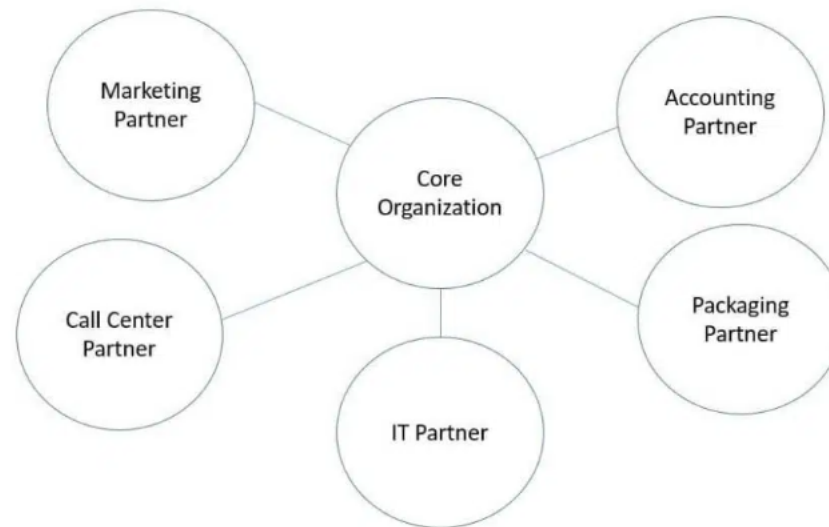 Marketing
Partner
Accounting
Partner
Core
Organization
Call Center
Partner
Packaging
Partner
IT Partner